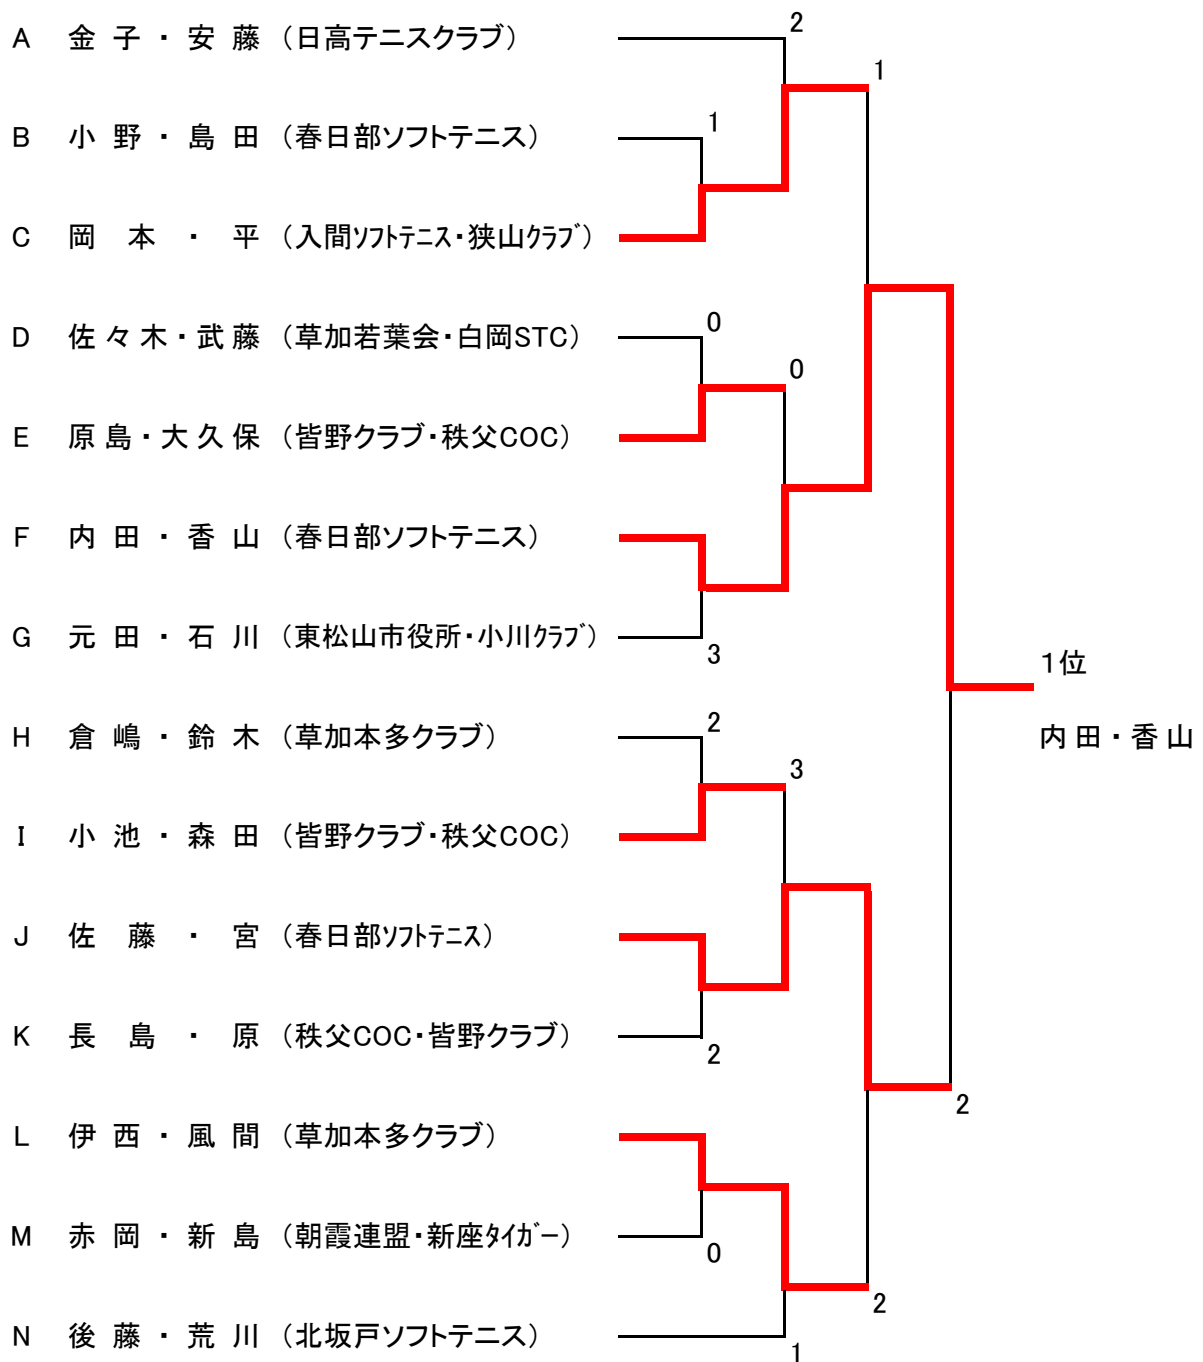 2
A 金子・安藤（日高テニスクラブ）
1
B 小野・島田（春日部ソフトテニス）
1
C 岡本・平（入間ｿﾌﾄﾃﾆｽ・狭山ｸﾗﾌﾞ）
D 佐々木・武藤（草加若葉会・白岡STC）
0
0
E 原島・大久保（皆野クラブ・秩父COC）
F 内田・香山（春日部ソフトテニス）
G 元田・石川（東松山市役所・小川ｸﾗﾌﾞ）
3
1位
H 倉嶋・鈴木（草加本多クラブ）
2
内田・香山
3
I 小池・森田（皆野クラブ・秩父COC）
J 佐藤・宮（春日部ｿﾌﾄﾃﾆｽ）
K 長島・原（秩父COC・皆野クラブ）
2
2
L 伊西・風間（草加本多クラブ）
M 赤岡・新島（朝霞連盟・新座ﾀｲｶﾞｰ）
0
2
N 後藤・荒川（北坂戸ソフトテニス）
1